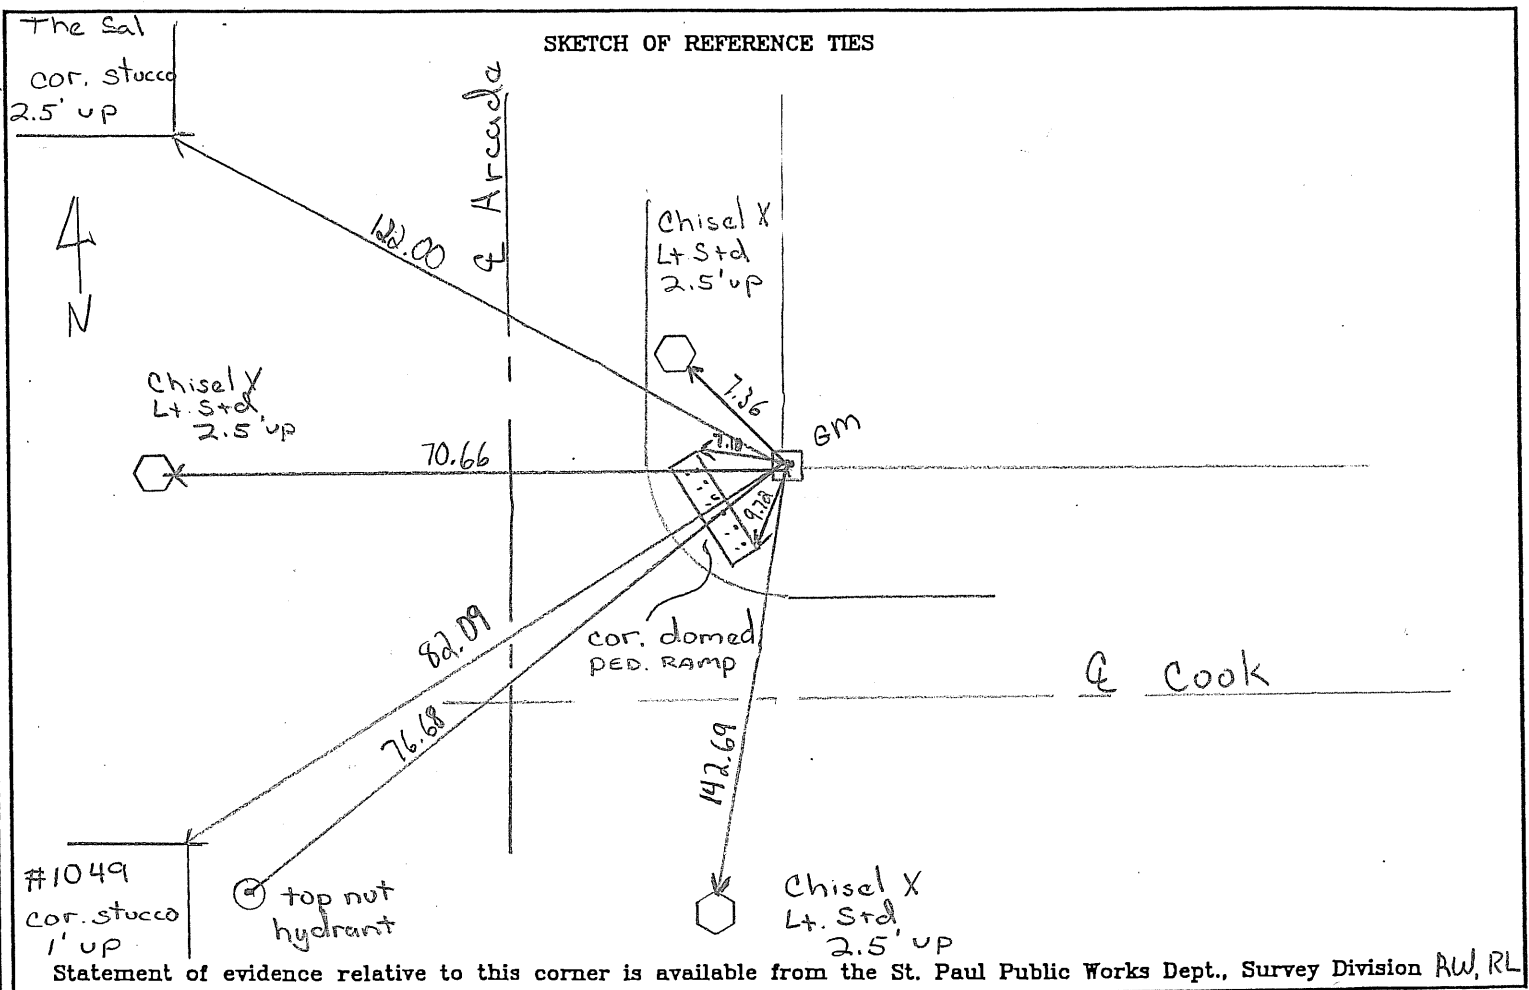 SKETCH OF REFERENCE TIES
The Sal
cor. stucco
2.5' up
℄ Arcade
122.00
N
Chisel X
Lt Std
2.5' up
7.36
GM
Chisel X
Lt. Std.
2.5' up
70.66
7.70
9.72
82.09
cor. domed
PED. RAMP
76.68
142.69
℄ Cook
#1049
cor. stucco
1' up
top nut
hydrant
Chisel X
Lt. Std
2.5' up
Statement of evidence relative to this corner is available from the St. Paul Public Works Dept., Survey Division RW, RL